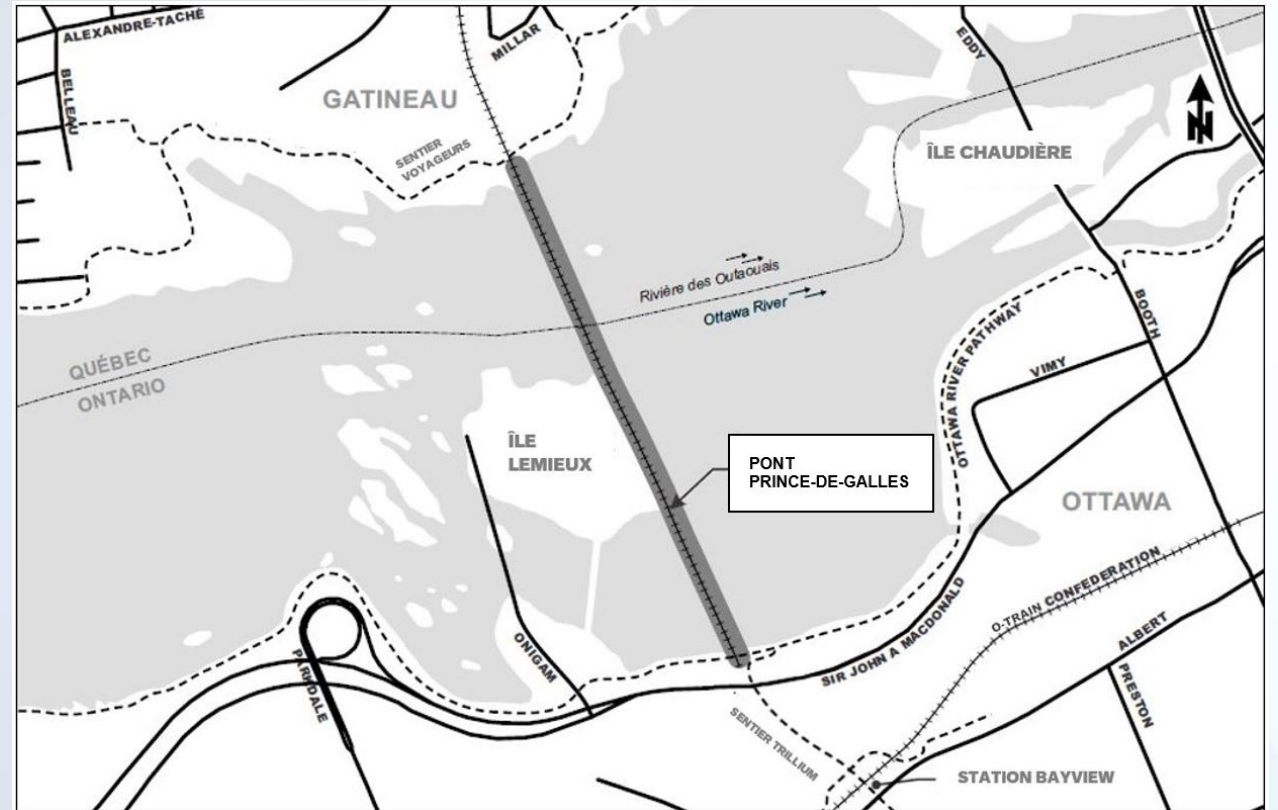 ALEXANDRE-TACHÉ
BELLEAU
MILLAR
EDDY
GATINEAU
N
SENTIER
VOYAGEURS
ÎLE CHAUDIÈRE
Rivière des Outaouais
Ottawa River
BOOTH
OTTAWA RIVER PATHWAY
VIMY
QUÉBEC
ONTARIO
ÎLE
LEMIEUX
PONT
PRINCE-DE-GALLES
OTTAWA
O-TRAIN CONFEDERATION
SIR JOHN A MACDONALD
ALBERT
ONIGAM
PARKDALE
PRESTON
SENTIER TRILLIUM
STATION BAYVIEW